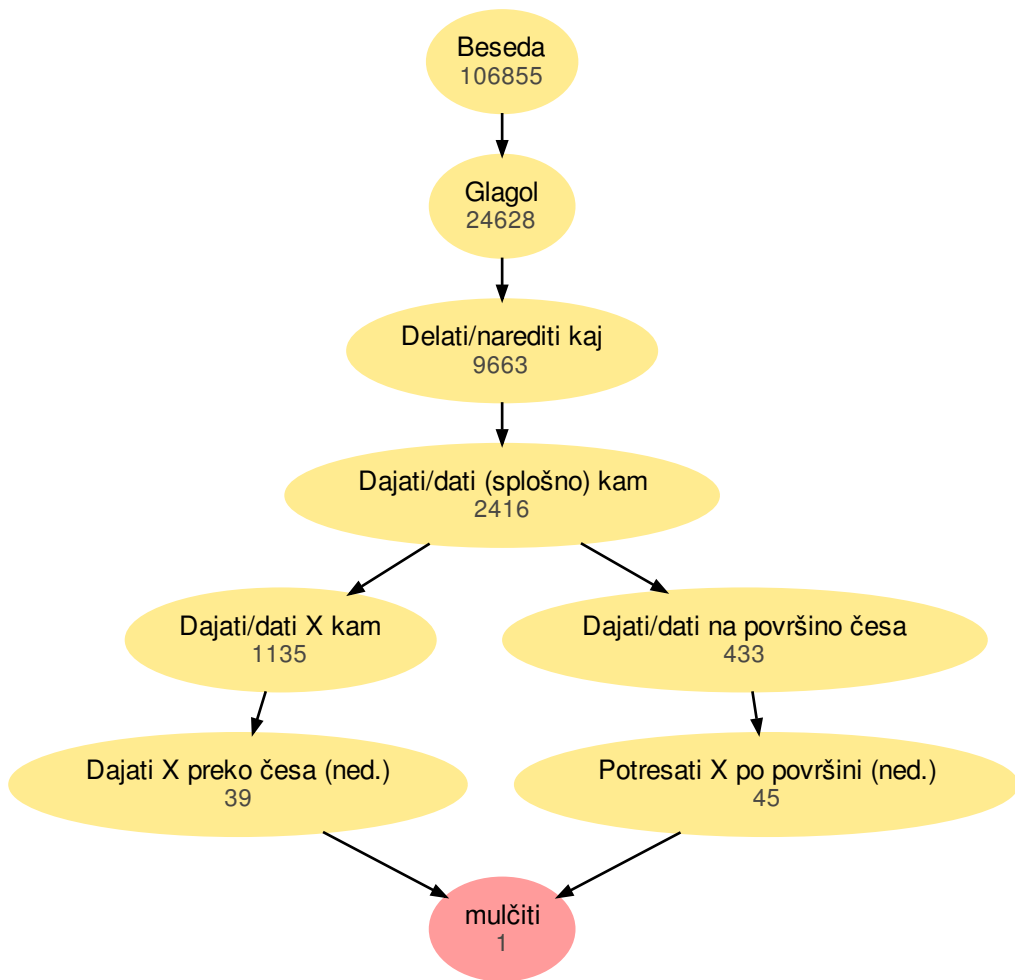 Beseda
106855
Glagol
24628
Delati/narediti kaj
9663
Dajati/dati (splošno) kam
2416
Dajati/dati X kam
1135
Dajati/dati na površino česa
433
Dajati X preko česa (ned.)
39
Potresati X po površini (ned.)
45
mulčiti
1